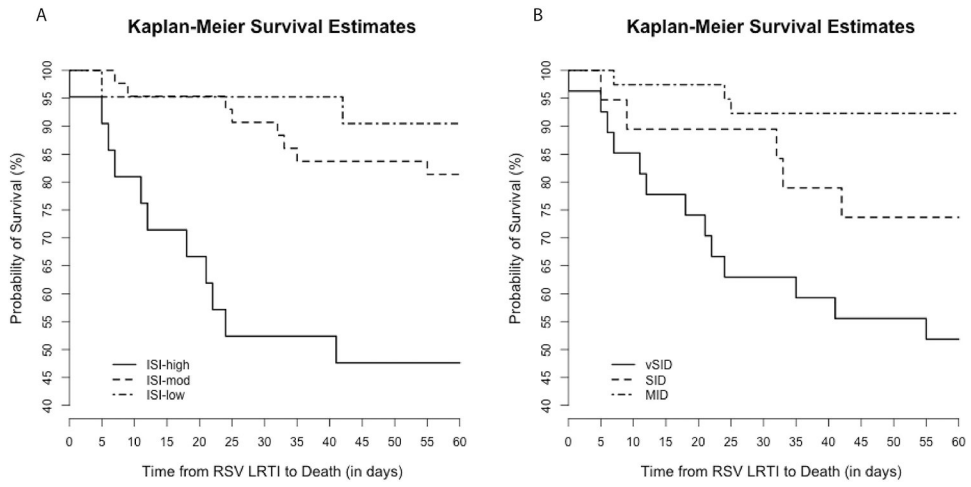 A
Kaplan-Meier Survival Estimates
Probability of Survival (%)
100
95
90
85
80
75
70
65
60
55
50
45
40
ISI-high
ISI-mod
ISI-low
0 5 10 15 20 25 30 35 40 45 50 55 60
Time from RSV LRTI to Death (in days)
B
Kaplan-Meier Survival Estimates
Probability of Survival (%)
100
95
90
85
80
75
70
65
60
55
50
45
40
vSID
SID
MID
0 5 10 15 20 25 30 35 40 45 50 55 60
Time from RSV LRTI to Death (in days)